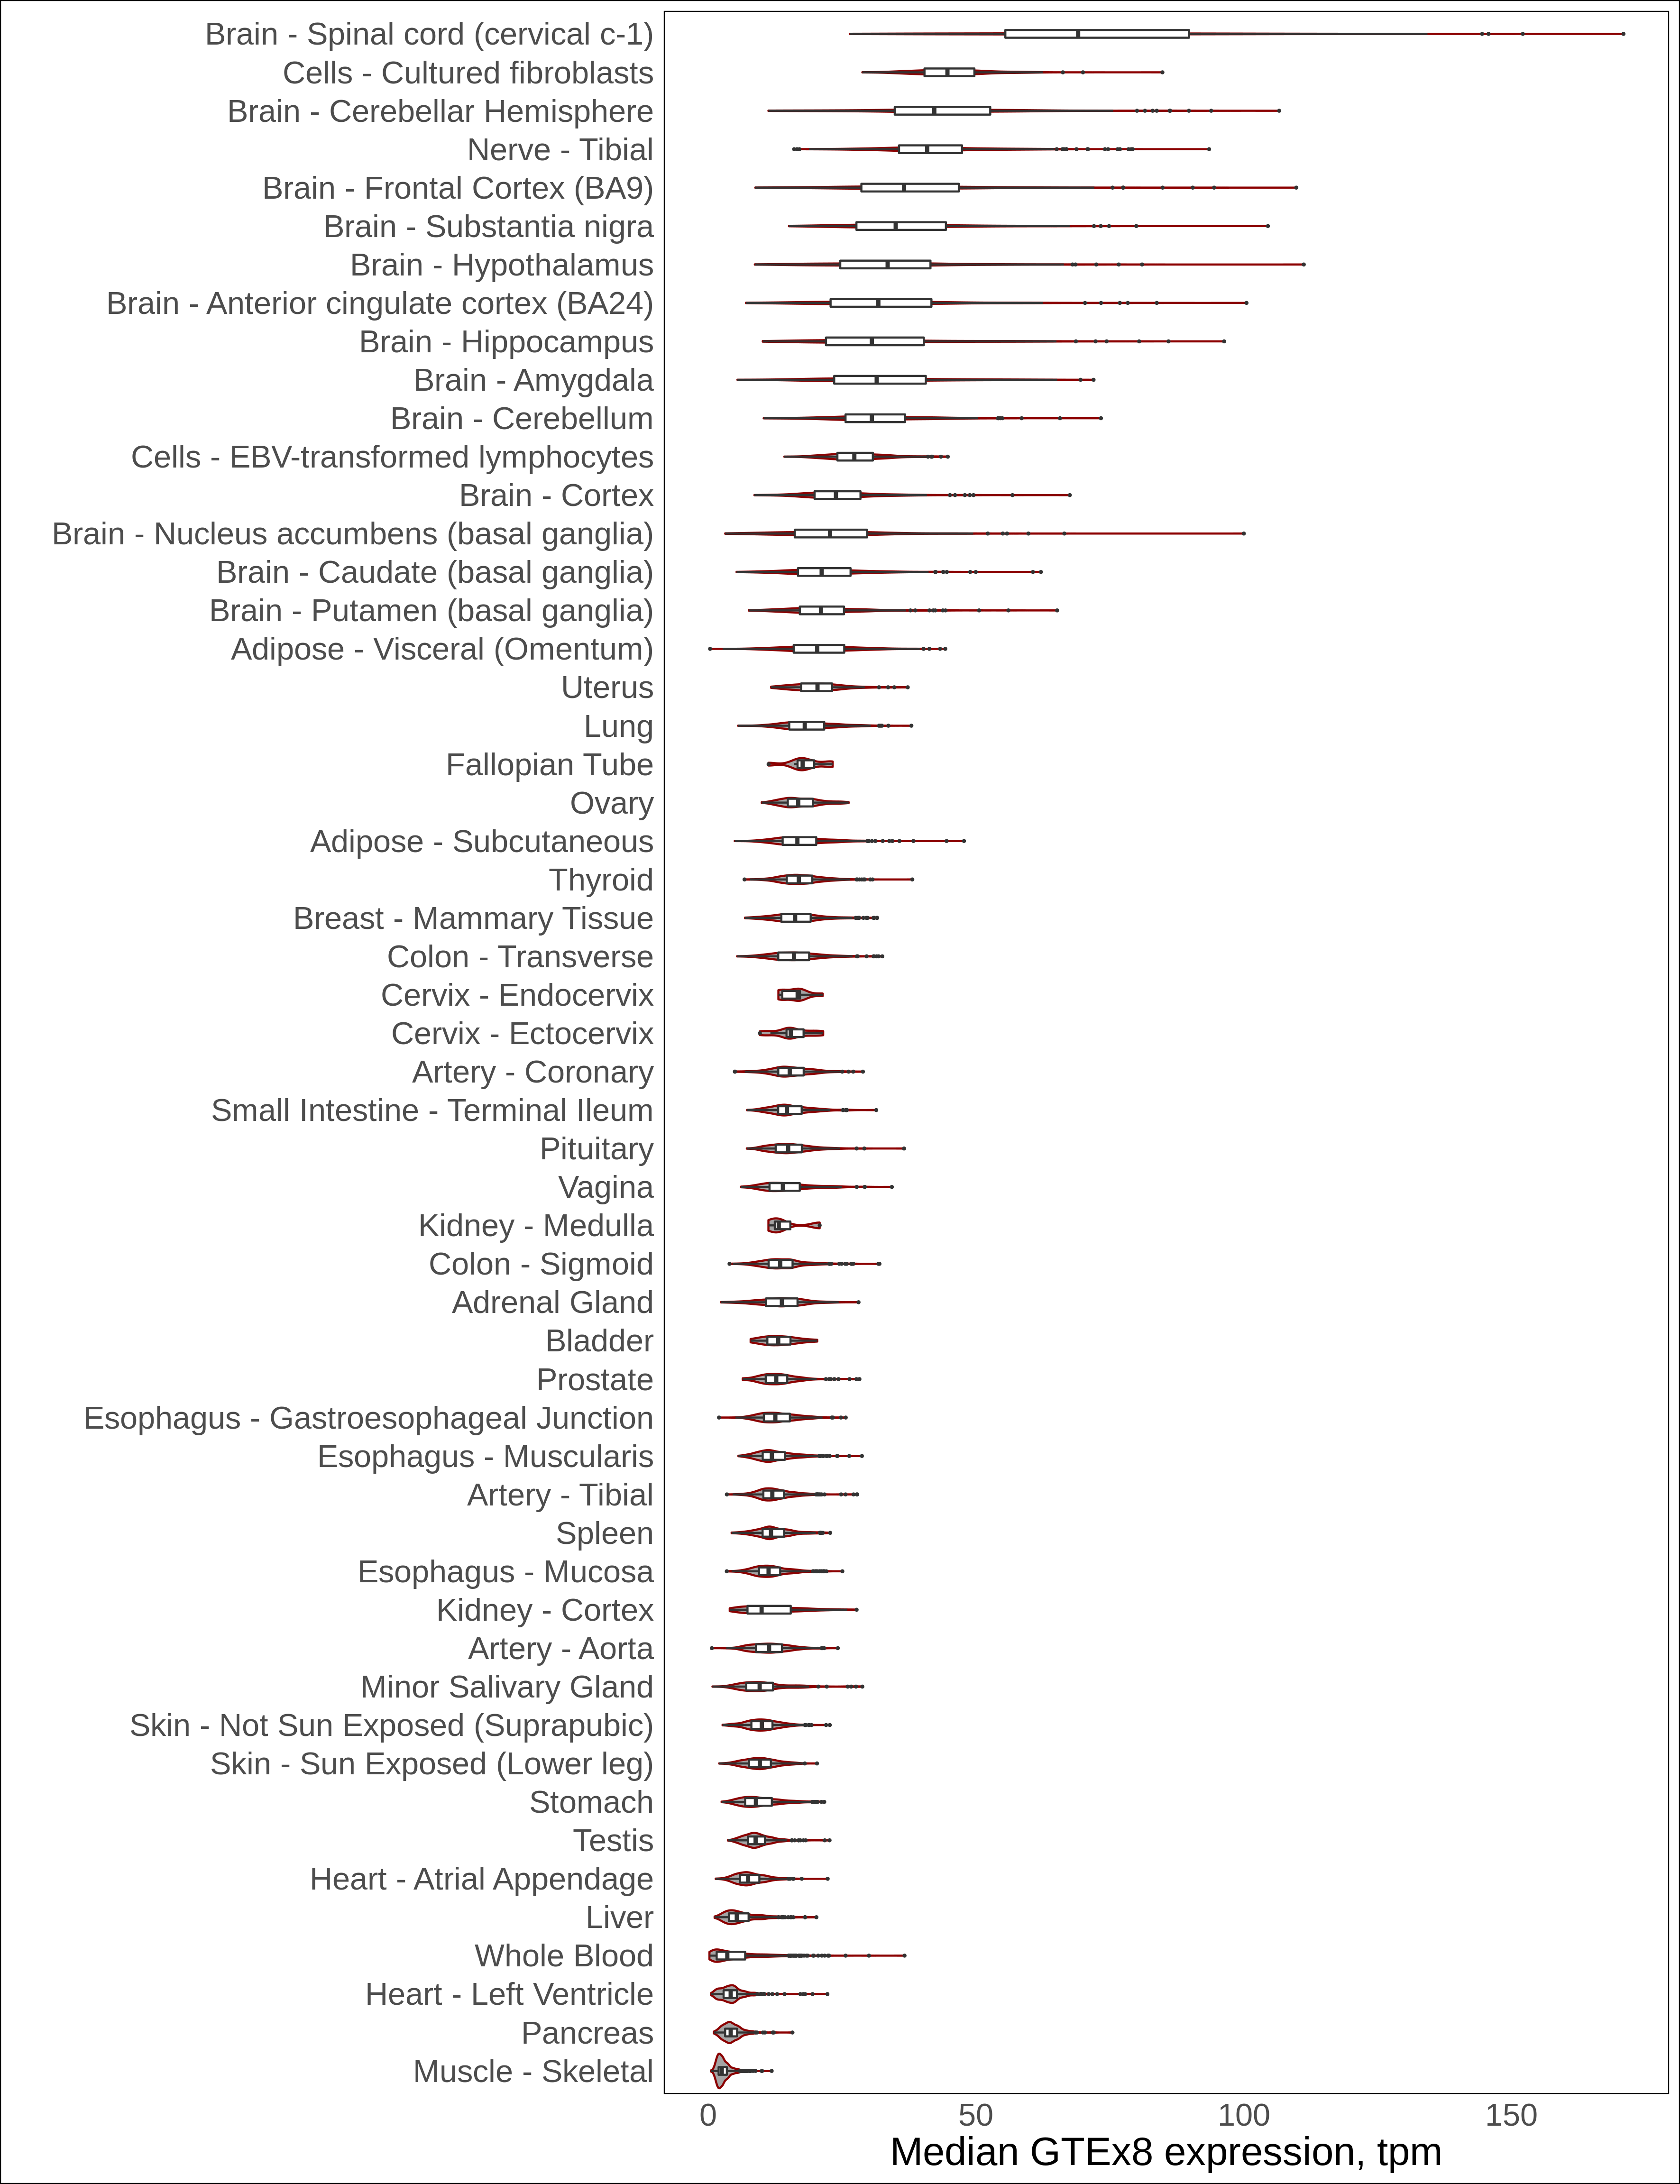 Brain - Spinal cord (cervical c-1)
Cells - Cultured fibroblasts
Brain - Cerebellar Hemisphere
Nerve - Tibial
Brain - Frontal Cortex (BA9)
Brain - Substantia nigra
Brain - Hypothalamus
Brain - Anterior cingulate cortex (BA24)
Brain - Hippocampus
Brain - Amygdala
Brain - Cerebellum
Cells - EBV-transformed lymphocytes
Brain - Cortex
Brain - Nucleus accumbens (basal ganglia)
Brain - Caudate (basal ganglia)
Brain - Putamen (basal ganglia)
Adipose - Visceral (Omentum)
Uterus
Lung
Fallopian Tube
Ovary
Adipose - Subcutaneous
Thyroid
Breast - Mammary Tissue
Colon - Transverse
Cervix - Endocervix
Cervix - Ectocervix
Artery - Coronary
Small Intestine - Terminal Ileum
Pituitary
Vagina
Kidney - Medulla
Colon - Sigmoid
Adrenal Gland
Bladder
Prostate
Esophagus - Gastroesophageal Junction
Esophagus - Muscularis
Artery - Tibial
Spleen
Esophagus - Mucosa
Kidney - Cortex
Artery - Aorta
Minor Salivary Gland
Skin - Not Sun Exposed (Suprapubic)
Skin - Sun Exposed (Lower leg)
Stomach
Testis
Heart - Atrial Appendage
Liver
Whole Blood
Heart - Left Ventricle
Pancreas
Muscle - Skeletal
0 50 100 150
Median GTEx8 expression, tpm